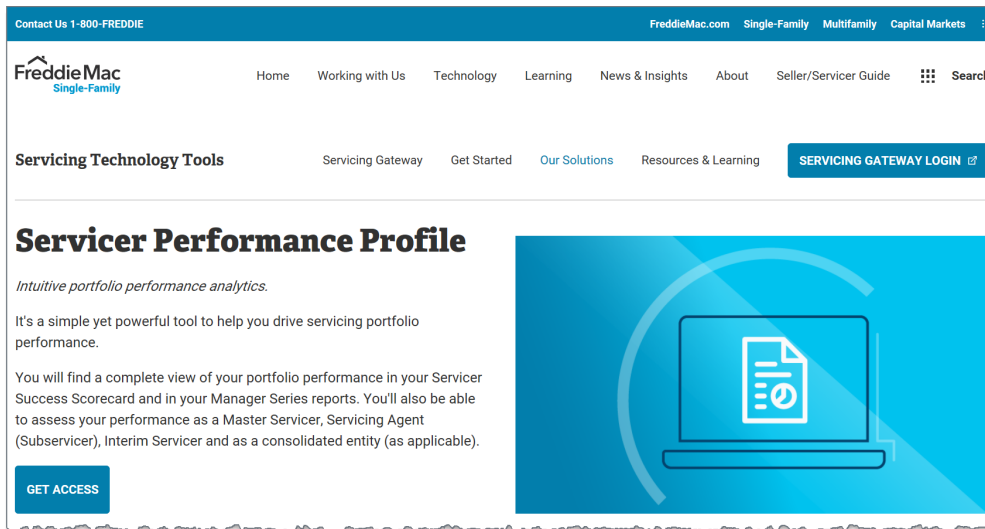 Contact Us 1-800-FREDDIE
FreddieMac.com Single-Family Multifamily Capital Markets
Freddie Mac
Single-Family
Home Working with Us Technology Learning News & Insights About Seller/Servicer Guide Search
Servicing Technology Tools
Servicing Gateway Get Started Our Solutions Resources & Learning SERVICING GATEWAY LOGIN
Servicer Performance Profile
Intuitive portfolio performance analytics.
It's a simple yet powerful tool to help you drive servicing portfolio
performance.
You will find a complete view of your portfolio performance in your Servicer
Success Scorecard and in your Manager Series reports. You'll also be able
to assess your performance as a Master Servicer, Servicing Agent
(Subservicer), Interim Servicer and as a consolidated entity (as applicable).
GET ACCESS